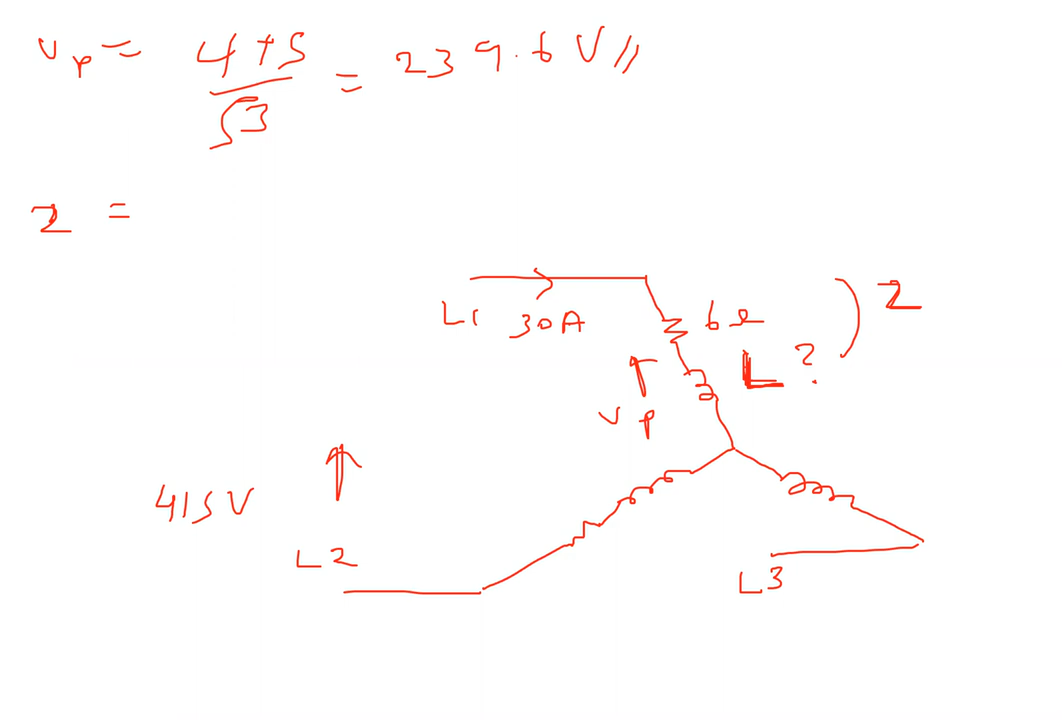 Vp = 415/√3 = 239.6 V //
Z =
L1 30A
6Ω
Z
L ?
Vp
415V
L2
L3